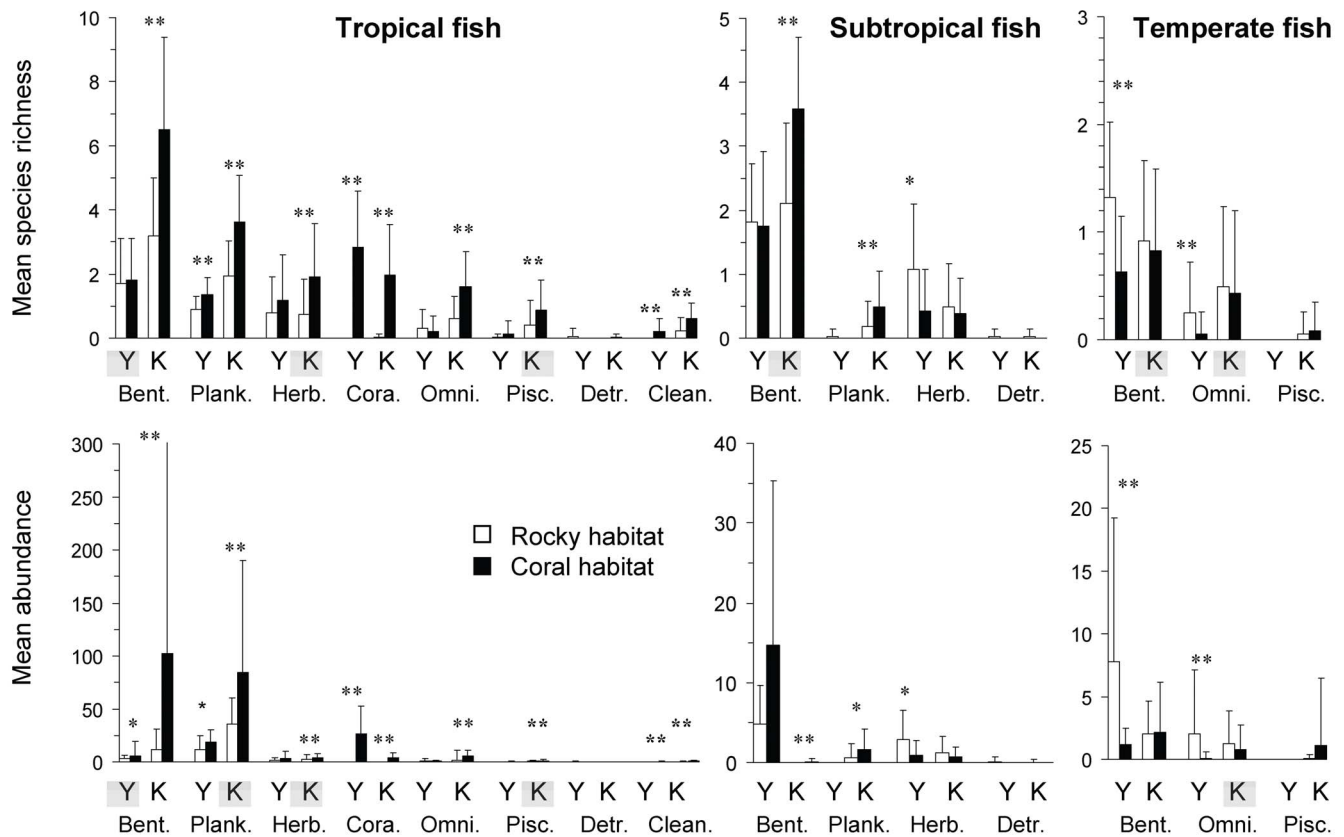 Tropical fish
Subtropical fish
Temperate fish
Mean species richness
10
8
6
4
2
0
** ** ** ** ** ** ** ** ** ** **
Y K Y K Y K Y K Y K Y K Y K Y K
Bent. Plank. Herb. Cora. Omni. Pisc. Detr. Clean.
5
4
3
2
1
0
** ** *
Y K Y K Y K Y K
Bent. Plank. Herb. Detr.
3
2
1
0
** **
Y K Y K Y K
Bent. Omni. Pisc.
Mean abundance
300
250
200
150
100
50
0
* ** * ** ** ** ** ** ** ** **
Rocky habitat
Coral habitat
Y K Y K Y K Y K Y K Y K Y K Y K
Bent. Plank. Herb. Cora. Omni. Pisc. Detr. Clean.
40
30
20
10
0
** * *
Y K Y K Y K Y K
Bent. Plank. Herb. Detr.
25
20
15
10
5
0
** **
Y K Y K Y K
Bent. Omni. Pisc.